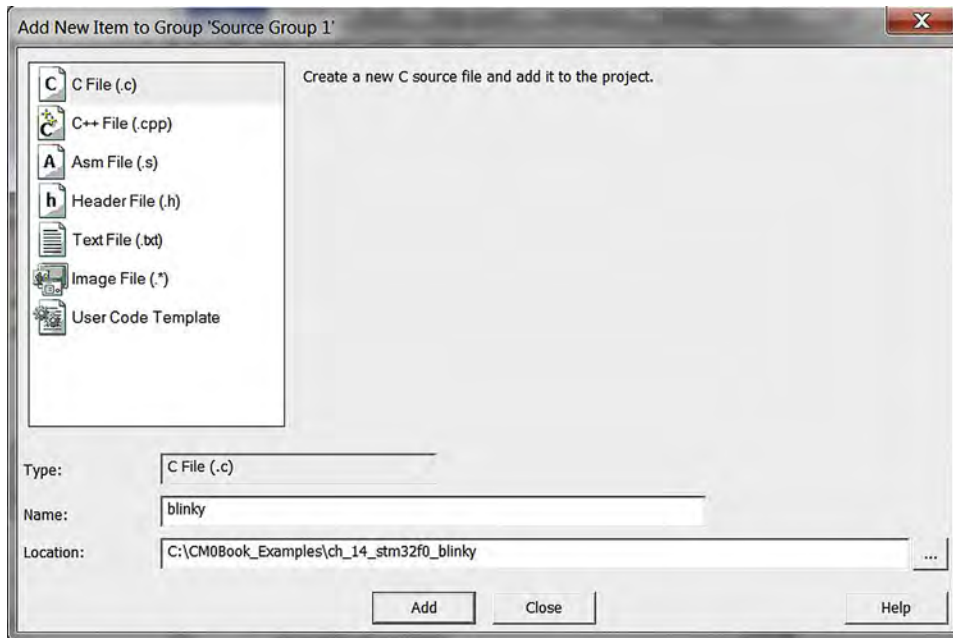 Add New Item to Group 'Source Group 1'
C File (.c)
C++ File (.cpp)
Asm File (.s)
Header File (.h)
Text File (.txt)
Image File (.*)
User Code Template
Create a new C source file and add it to the project.
Type:
C File (.c)
Name:
blinky
Location:
C:\CM0Book_Examples\ch_14_stm32f0_blinky
...
Add
Close
Help